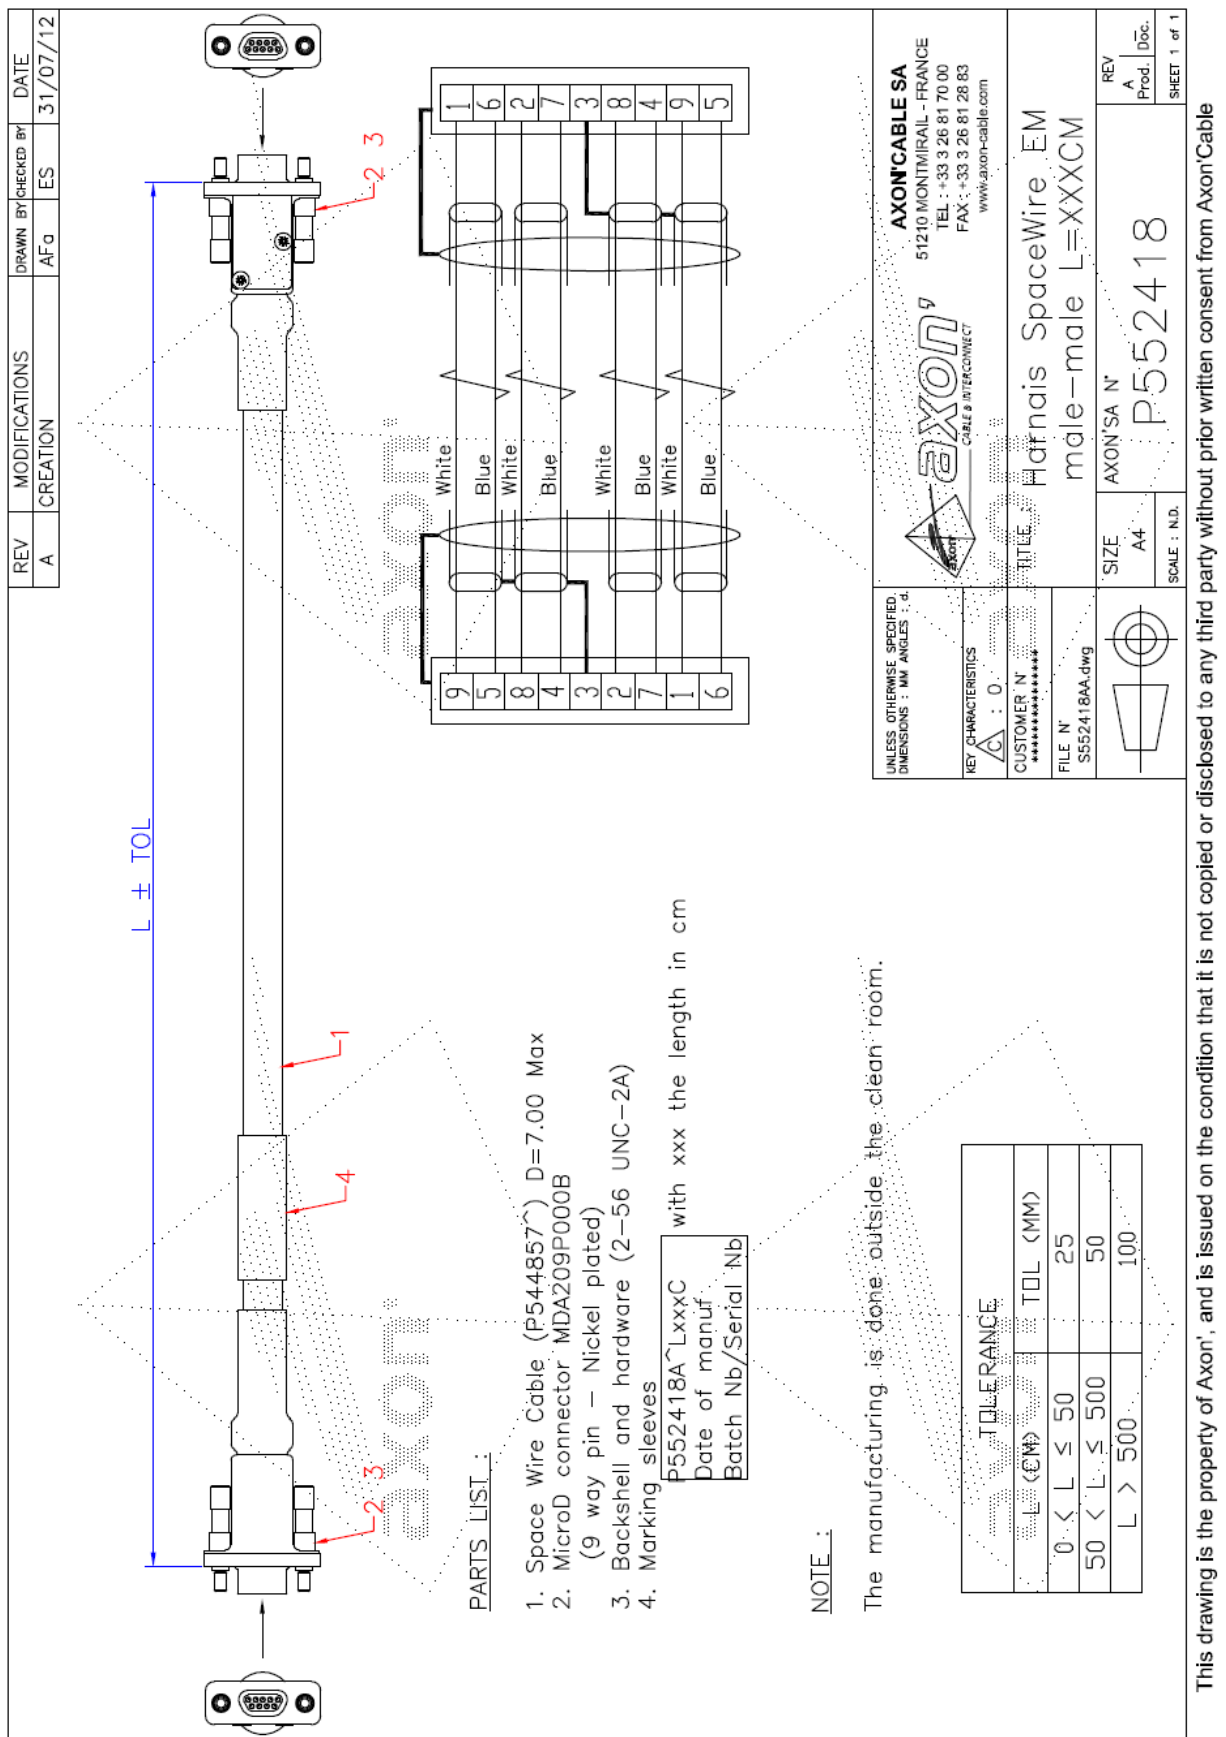 REV MODIFICATIONS DRAWN BY CHECKED BY DATE
A CREATION AFa ES 31/07/12
L ± TOL
2 3
4
1
2 3
PARTS LIST :
1. Space Wire Cable (P544857^) D=7.00 Max
2. MicroD connector MDA209P000B
(9 way pin - Nickel plated)
3. Backshell and hardware (2-56 UNC-2A)
4. Marking sleeves
P552418A^LxxxC
Date of manuf
Batch Nb/Serial Nb
with xxx the length in cm
NOTE :
The manufacturing is done outside the clean room.
TOLERANCE
L (CM) TOL (MM)
0 < L ≤ 50 25
50 < L ≤ 500 50
L > 500 100
9 White 1
5 Blue 6
8 White 2
4 Blue 7
3 3
2 White 8
7 Blue 4
1 White 9
6 Blue 5
UNLESS OTHERWISE SPECIFIED.
DIMENSIONS : MM ANGLES : d.
KEY CHARACTERISTICS
C : 0
CUSTOMER N°
**************
FILE N°
S552418AA.dwg
axon'
axon'
CABLE & INTERCONNECT
AXON'CABLE SA
51210 MONTMIRAIL - FRANCE
TEL : +33 3 26 81 70 00
FAX : +33 3 26 81 28 83
www.axon-cable.com
TITLE : Harnais SpaceWire EM
male-male L=XXXCM
SIZE
A4
SCALE : N.D.
AXON'SA N°
P552418
REV
A
Prod. Doc.
SHEET 1 of 1
axon'
axon'
axon'
axon'
This drawing is the property of Axon', and is issued on the condition that it is not copied or disclosed to any third party without prior written consent from Axon'Cable